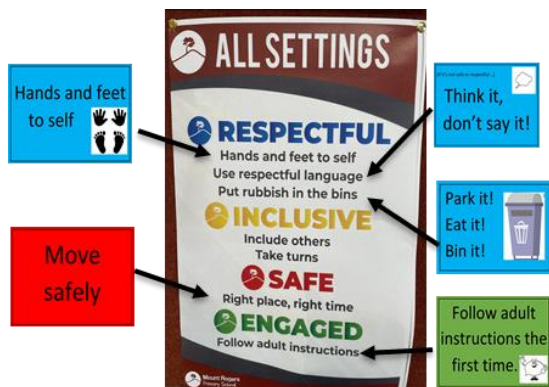 ALL SETTINGS
Hands and feet
to self
RESPECTFUL
Hands and feet to self
Use respectful language
Put rubbish in the bins
INCLUSIVE
Include others
Take turns
SAFE
Right place, right time
ENGAGED
Follow adult instructions
Mount Rogers
Primary School
Move
safely
Think it,
don't say it!
Park it!
Eat it!
Bin it!
Follow adult
instructions the
first time.